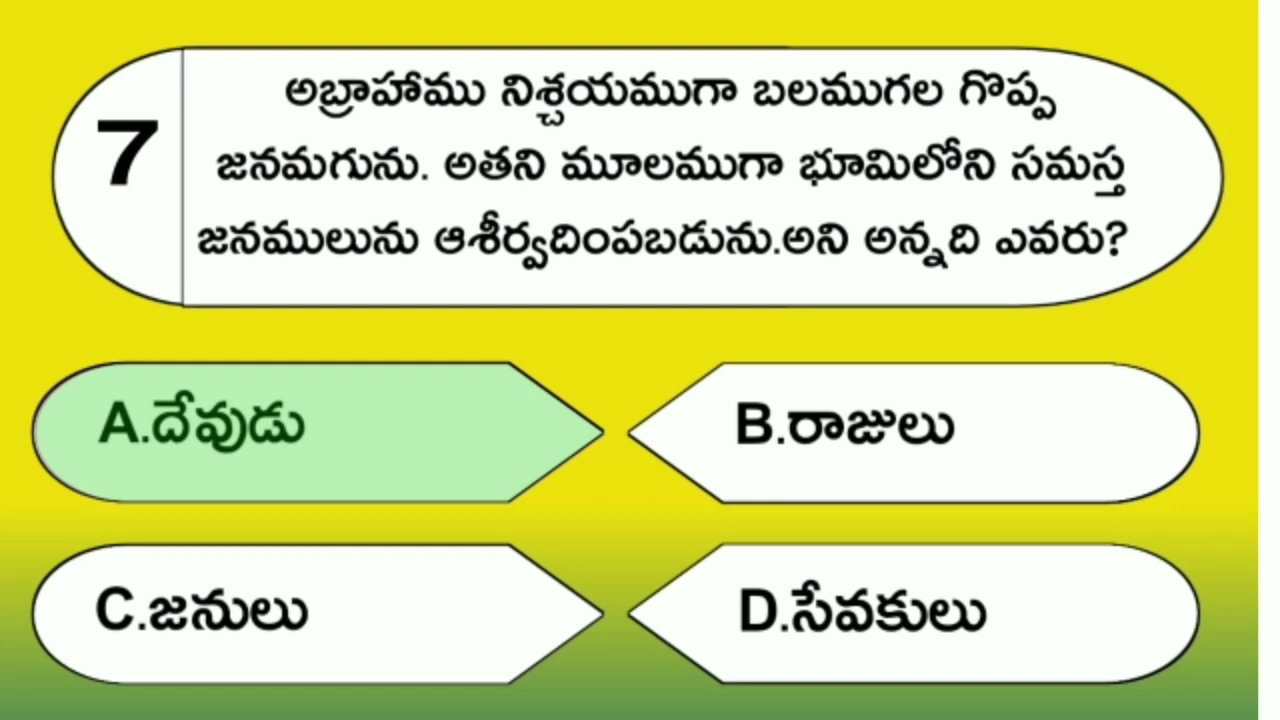 7
అబ్రాహాము నిశ్చయముగా బలముగల గొప్ప
జనమగును. అతని మూలముగా భూమిలోని సమస్త
జనములును ఆశీర్వదింపబడును.అని అన్నది ఎవరు?
A.దేవుడు
B.రాజులు
C.జనులు
D.సేవకులు